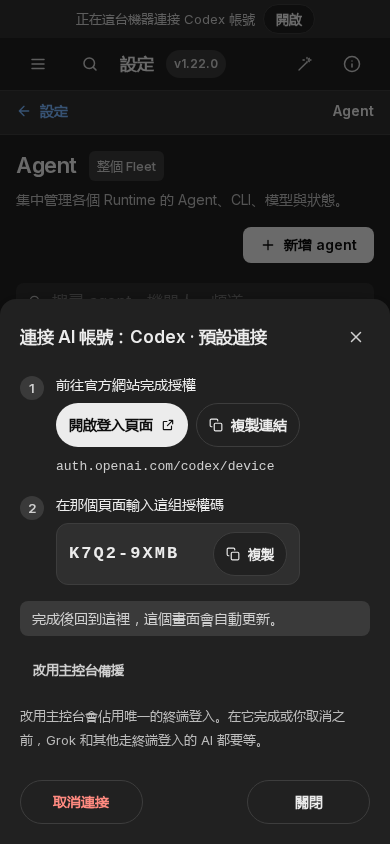 正在這台機器連接 Codex 帳號 開啟
設定 v1.22.0
設定 Agent
Agent 整個 Fleet
集中管理各個 Runtime 的 Agent、CLI、模型與狀態。
新增 agent
連接 AI 帳號：Codex · 預設連接
1 前往官方網站完成授權
開啟登入頁面 複製連結
auth.openai.com/codex/device
2 在那個頁面輸入這組授權碼
K7Q2-9XMB 複製
完成後回到這裡，這個畫面會自動更新。
改用主控台備援
改用主控台會佔用唯一的終端登入。在它完成或你取消之
前，Grok 和其他走終端登入的 AI 都要等。
取消連接 關閉